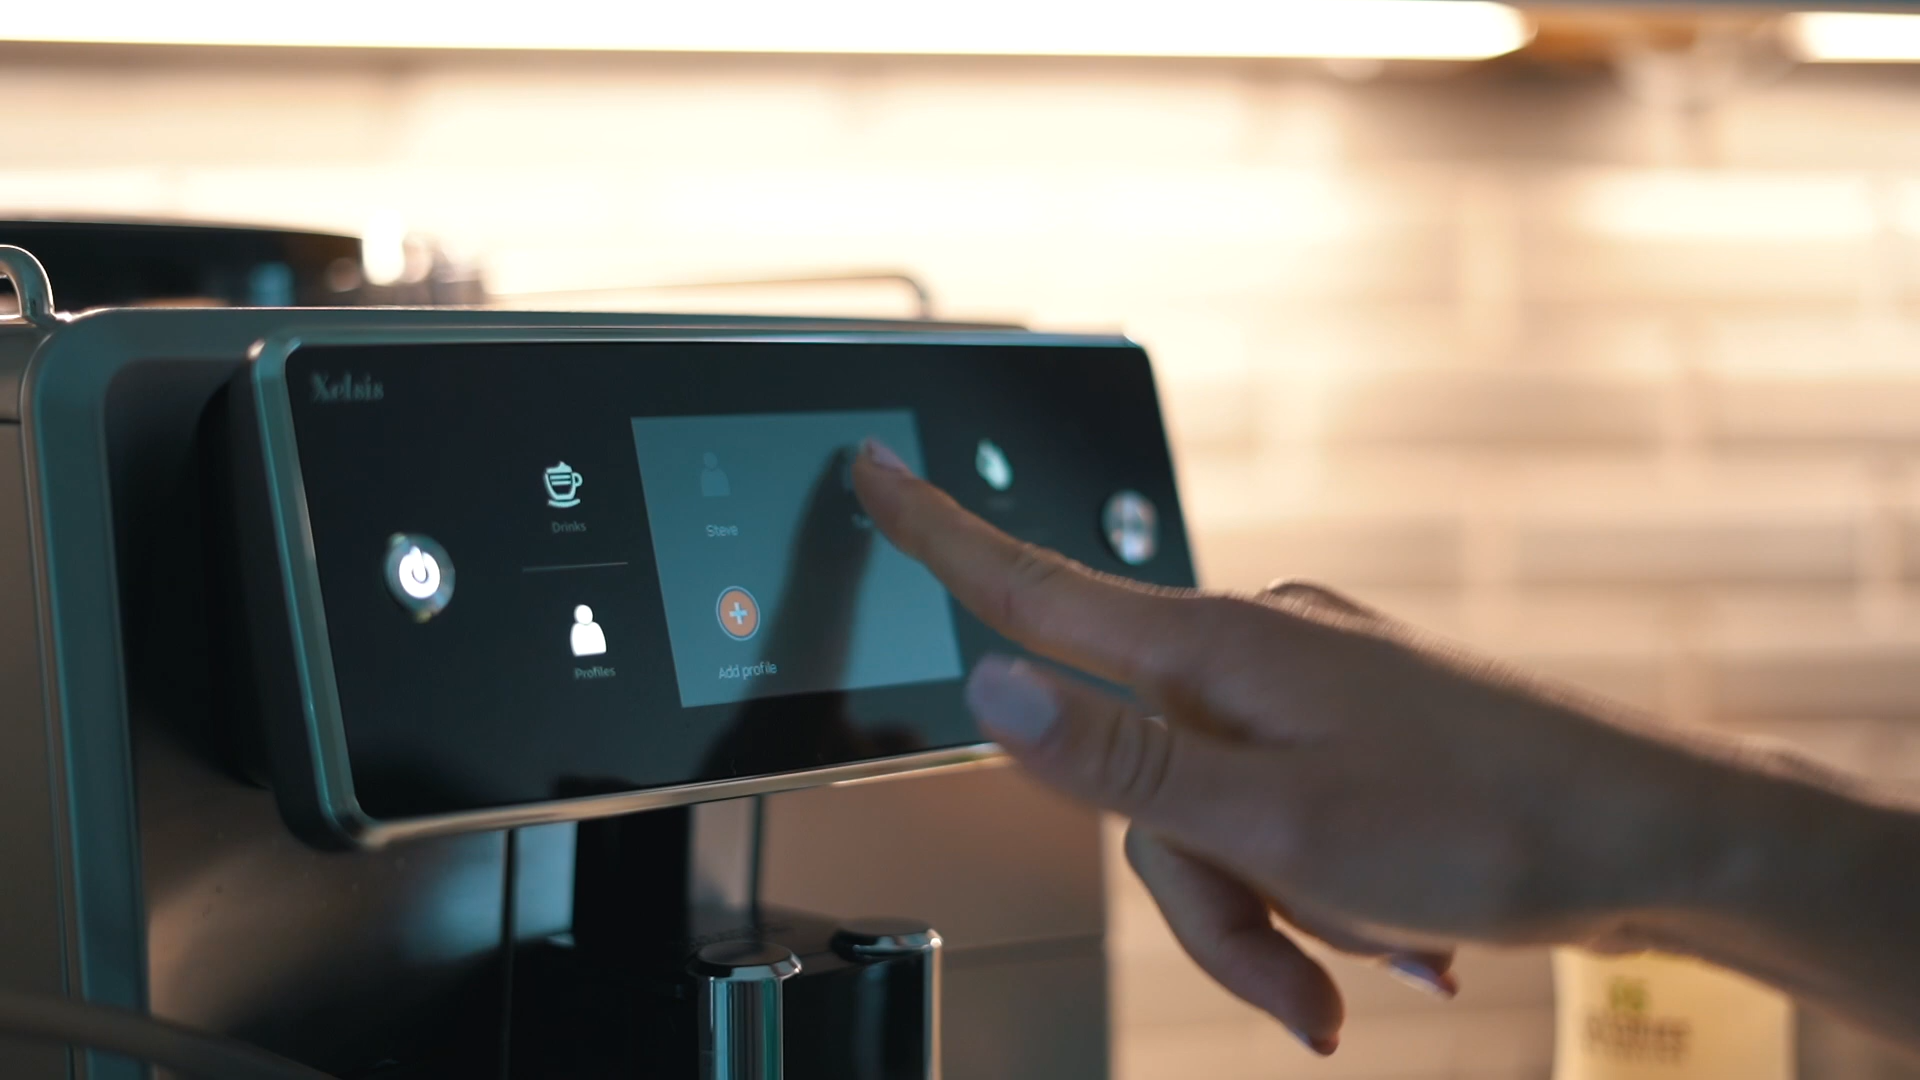 Xelsis
Drinks
Steve
Profiles
Add profile